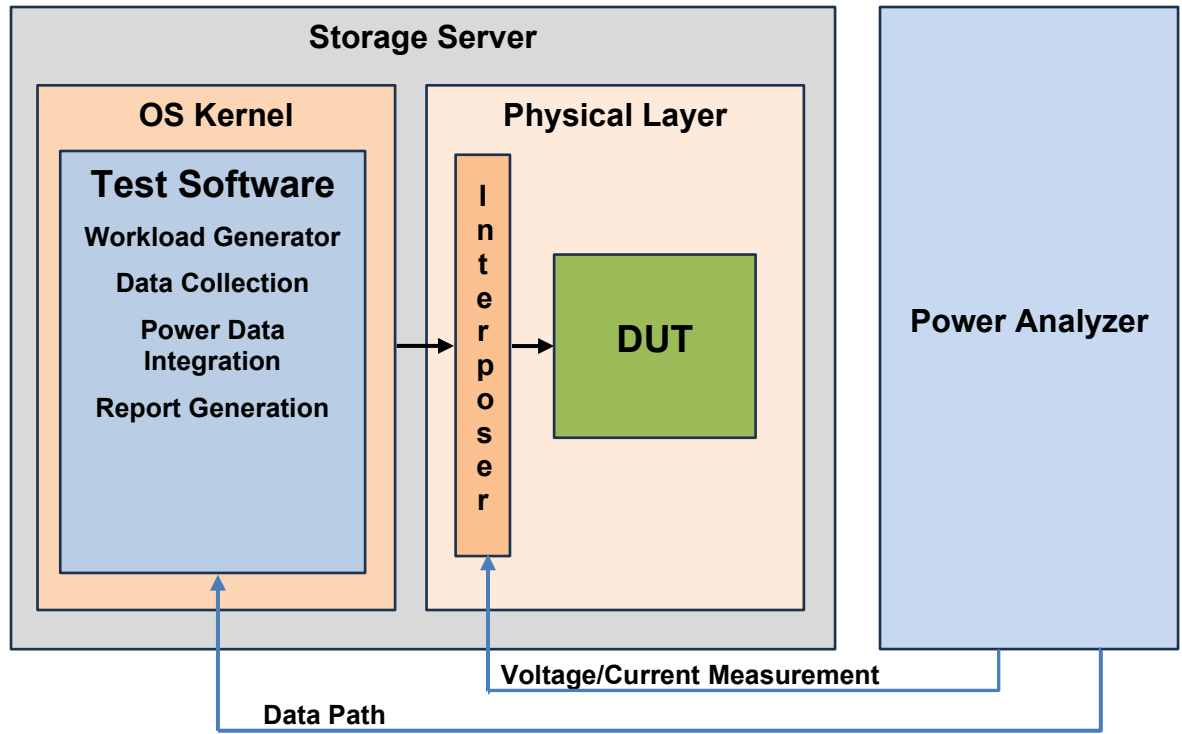 Storage Server
OS Kernel
Test Software
Workload Generator
Data Collection
Power Data
Integration
Report Generation
Physical Layer
Interposer
DUT
Power Analyzer
Voltage/Current Measurement
Data Path